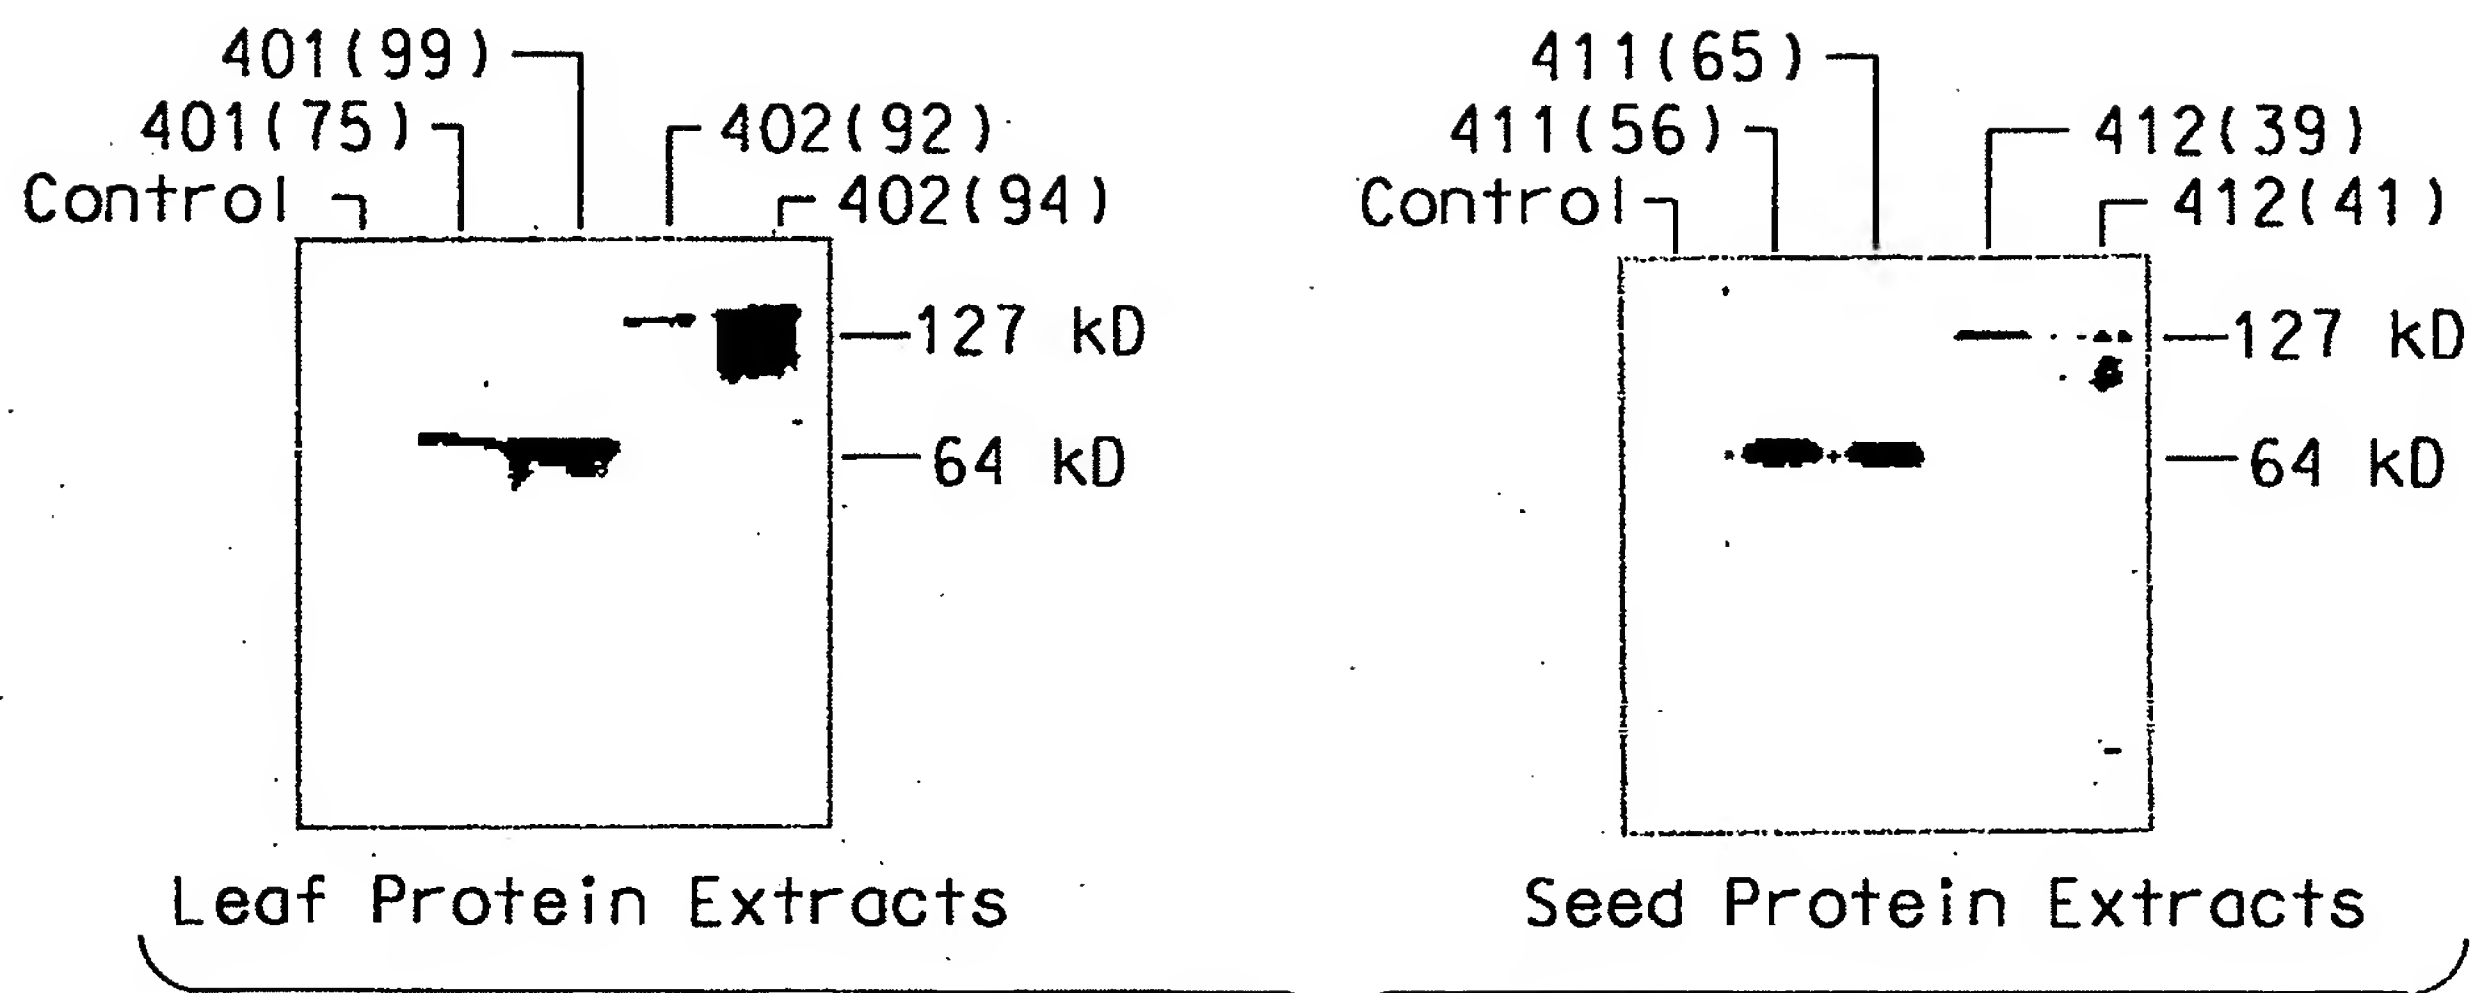 401(99)
401(75)
402(92)
Control
402(94)
127 kD
64 kD
Leaf Protein Extracts
411(65)
411(56)
412(39)
Control
412(41)
127 kD
64 kD
Seed Protein Extracts